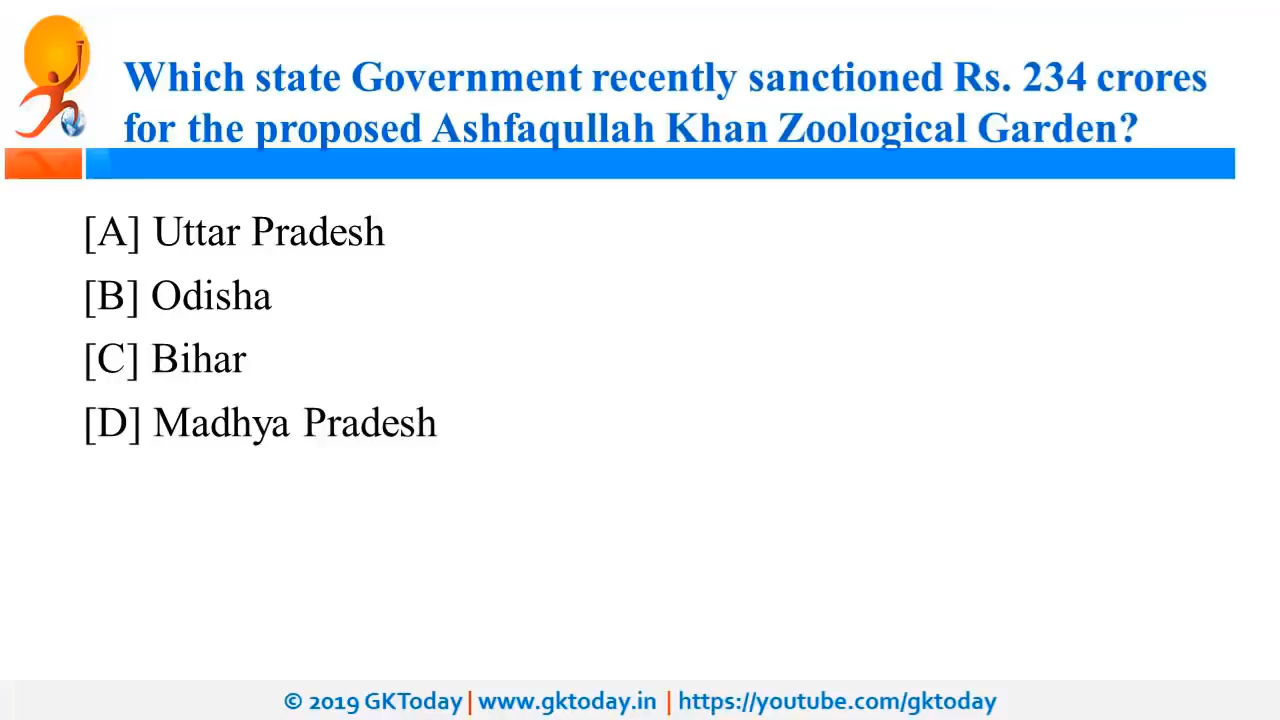 Which state Government recently sanctioned Rs. 234 crores
for the proposed Ashfaqullah Khan Zoological Garden?
[A] Uttar Pradesh
[B] Odisha
[C] Bihar
[D] Madhya Pradesh
© 2019 GKToday | www.gktoday.in | https://youtube.com/gktoday